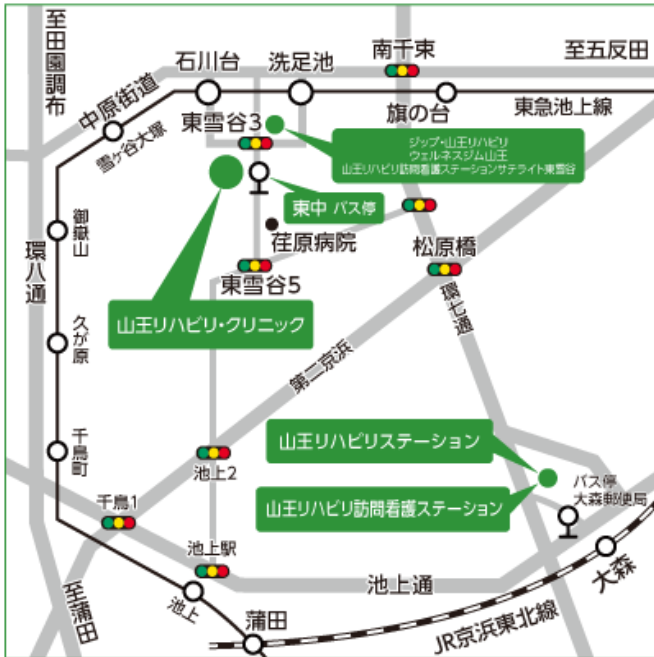 至田園調布
中原街道
石川台
洗足池
南千束
至五反田
旗の台
東急池上線
雪ヶ谷大塚
東雪谷3
ジップ・山王リハビリ
ウェルネスジム山王
山王リハビリ訪問看護ステーションサテライト東雪谷
東中 バス停
荏原病院
御嶽山
環八通
松原橋
東雪谷5
環七通
山王リハビリ・クリニック
久が原
第二京浜
千鳥町
池上2
山王リハビリステーション
山王リハビリ訪問看護ステーション
バス停
大森郵便局
千鳥1
池上駅
池上通
大森
至蒲田
池上
蒲田
JR京浜東北線